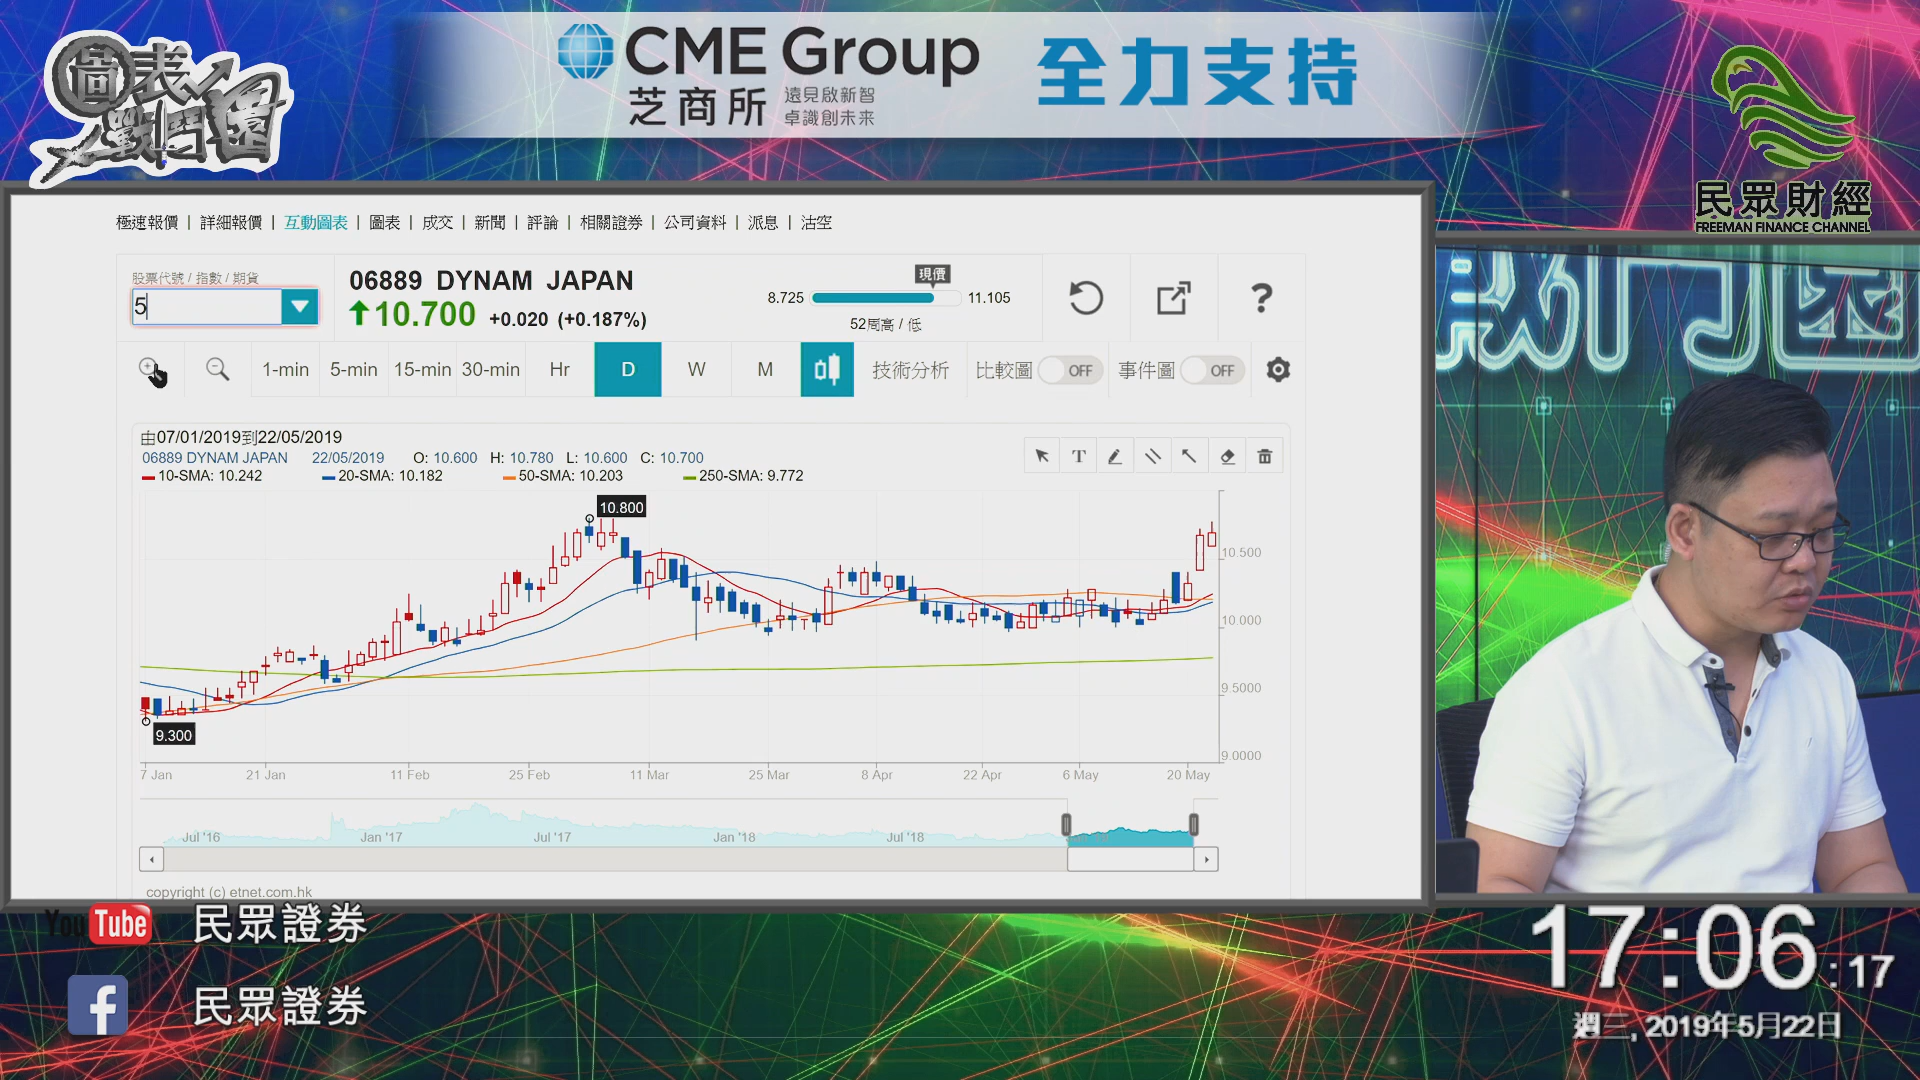 圖表
戰鬥圈
CME Group
芝商所
遠見啟新智
卓識創未來
全力支持
民眾財經
FREEMAN FINANCE CHANNEL
極速報價 | 詳細報價 | 互動圖表 | 圖表 | 成交 | 新聞 | 評論 | 相關證券 | 公司資料 | 派息 | 沽空
股票代號 / 指數 / 期貨
5
06889 DYNAM JAPAN
10.700 +0.020 (+0.187%)
現價
8.725 11.105
52周高 / 低
?
1-min 5-min 15-min 30-min Hr D W M 技術分析 比較圖 OFF 事件圖 OFF
由07/01/2019到22/05/2019
06889 DYNAM JAPAN 22/05/2019 O: 10.600 H: 10.780 L: 10.600 C: 10.700
10-SMA: 10.242 20-SMA: 10.182 50-SMA: 10.203 250-SMA: 9.772
T
10.800
9.300
10.500
10.000
9.5000
9.0000
7 Jan 21 Jan 11 Feb 25 Feb 11 Mar 25 Mar 8 Apr 22 Apr 6 May 20 May
Jul '16 Jan '17 Jul '17 Jan '18 Jul '18
copyright (c) etnet.com.hk
YouTube 民眾證券
f 民眾證券
17:06:17
週三, 2019年5月22日